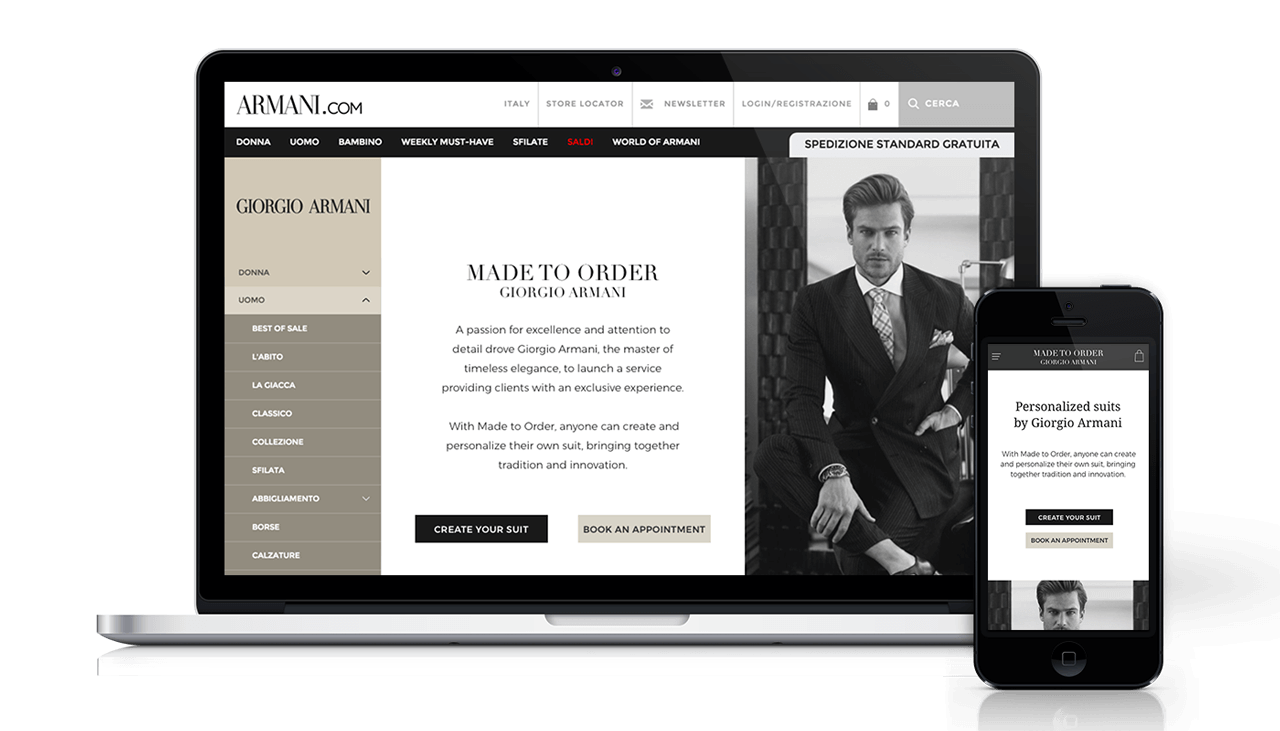 ARMANI.COM
ITALY
STORE LOCATOR
NEWSLETTER
LOGIN/REGISTRAZIONE
0
CERCA
DONNA
UOMO
BAMBINO
WEEKLY MUST-HAVE
SFILATE
SALDI
WORLD OF ARMANI
SPEDIZIONE STANDARD GRATUITA
GIORGIO ARMANI
DONNA
UOMO
BEST OF SALE
L'ABITO
LA GIACCA
CLASSICO
COLLEZIONE
SFILATA
ABBIGLIAMENTO
BORSE
CALZATURE
MADE TO ORDER
GIORGIO ARMANI
A passion for excellence and attention to
detail drove Giorgio Armani, the master of
timeless elegance, to launch a service
providing clients with an exclusive experience.
With Made to Order, anyone can create and
personalize their own suit, bringing together
tradition and innovation.
CREATE YOUR SUIT
BOOK AN APPOINTMENT
MADE TO ORDER
GIORGIO ARMANI
Personalized suits
by Giorgio Armani
With Made to Order, anyone can create
and personalize their own suit, bringing
together tradition and innovation.
CREATE YOUR SUIT
BOOK AN APPOINTMENT